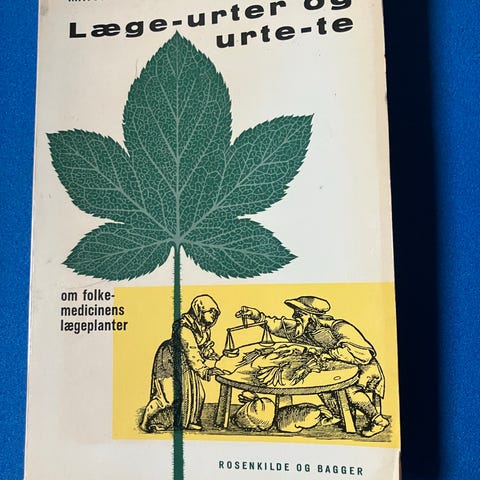 Læge-urter og
urte-te
om folke-
medicinens
lægeplanter
ROSENKILDE OG BAGGER